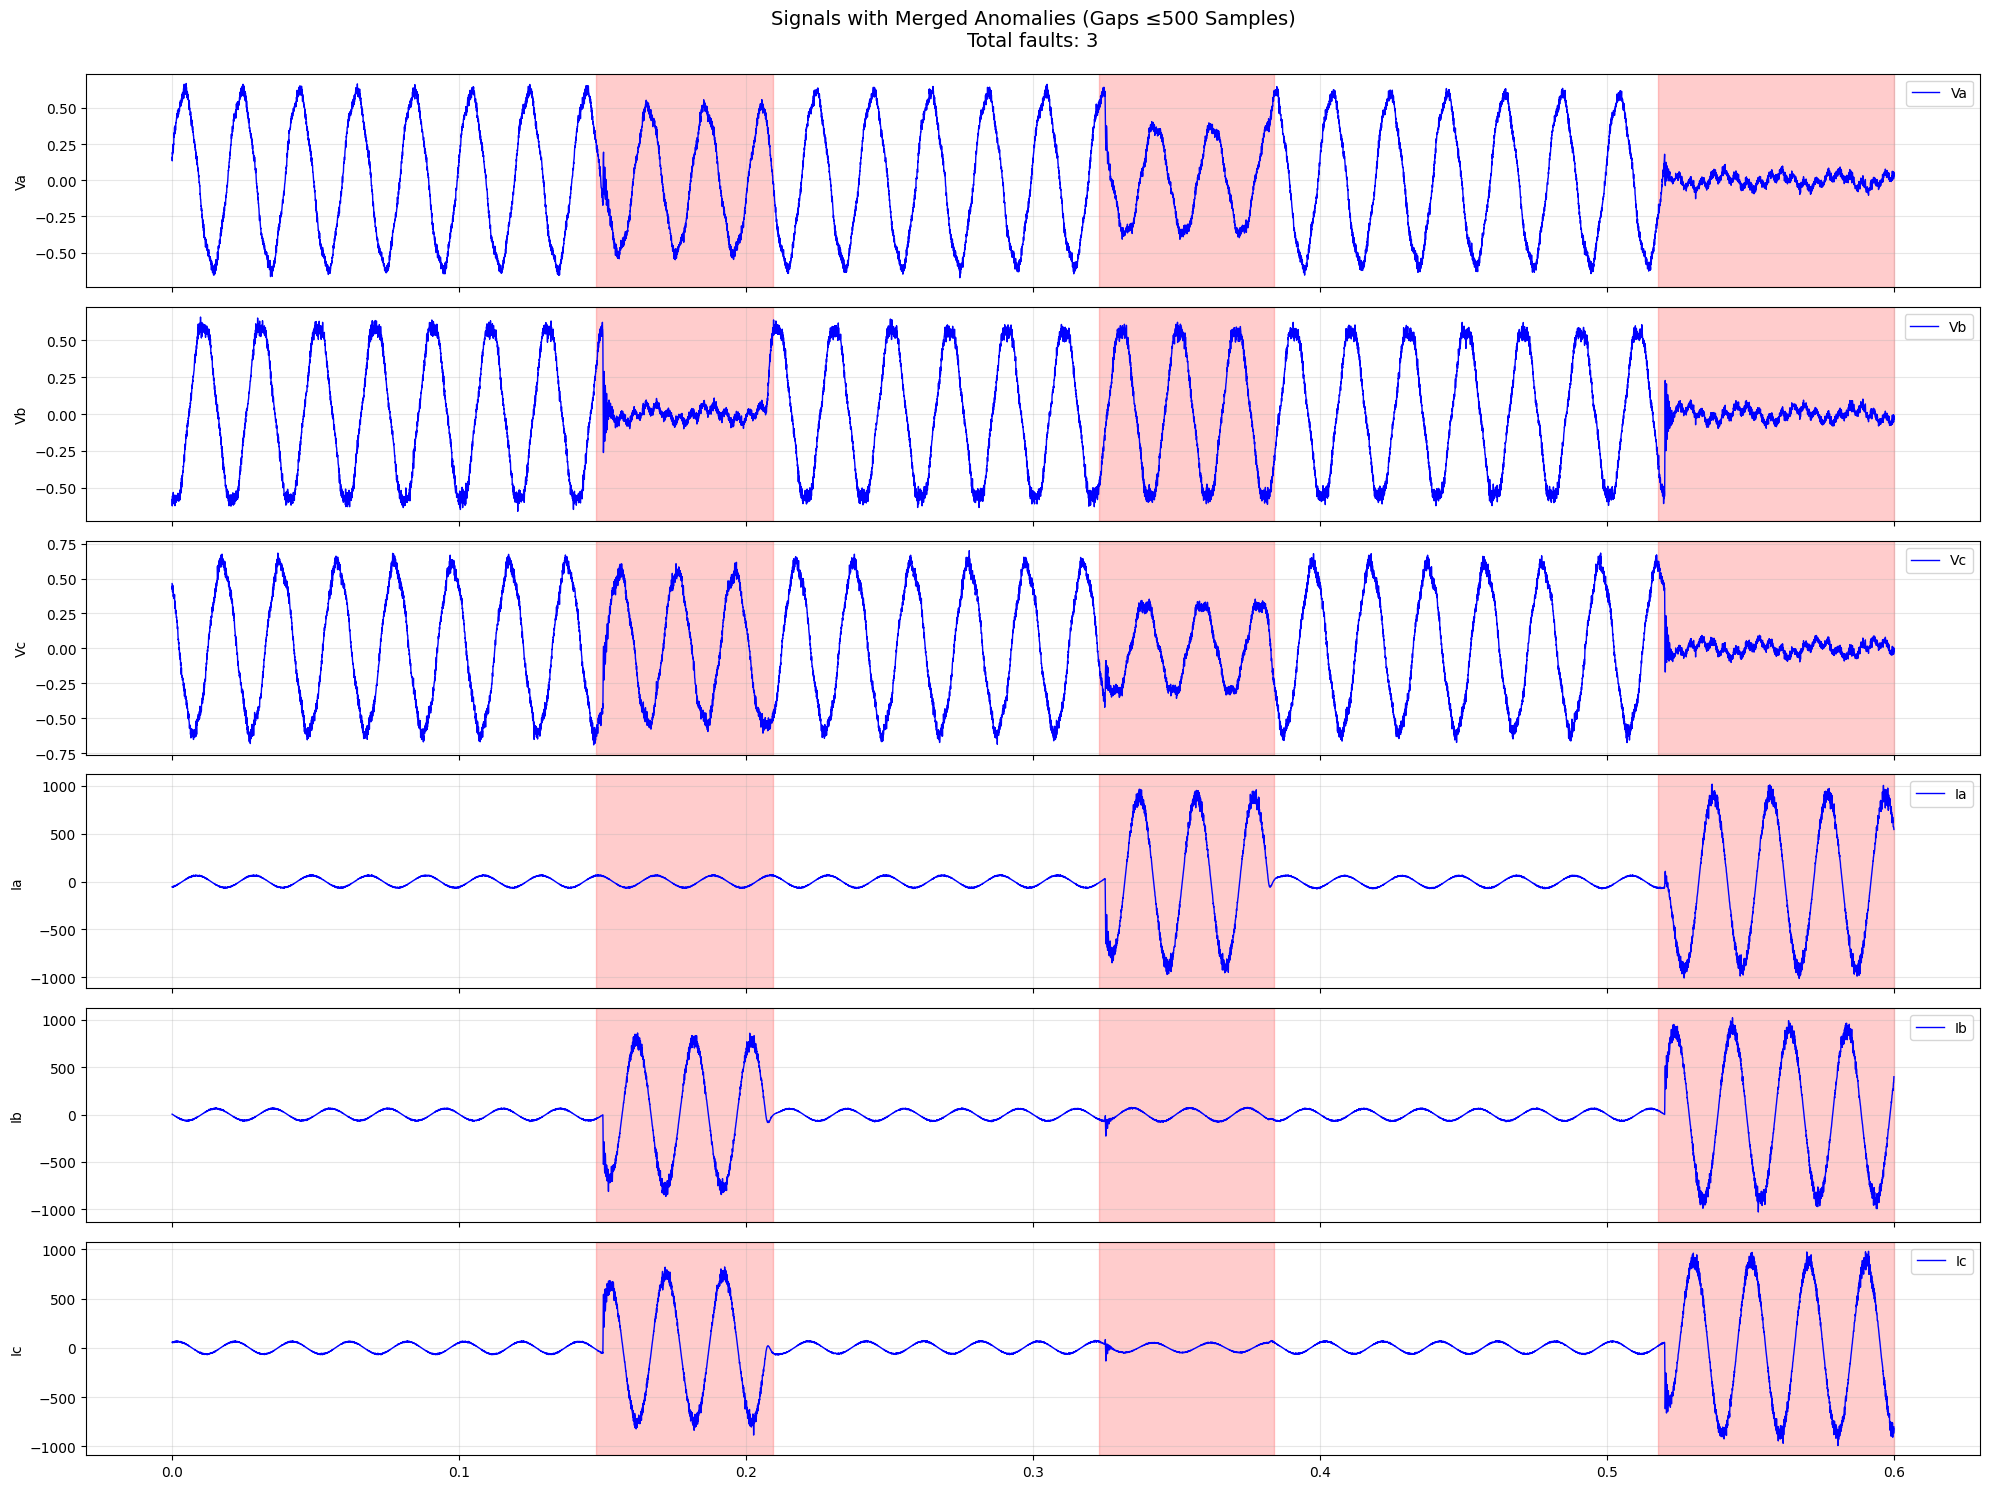 Signals with Merged Anomalies (Gaps ≤500 Samples)
Total faults: 3
Va
0.50
0.25
0.00
−0.25
−0.50
Va
Vb
0.50
0.25
0.00
−0.25
−0.50
Vb
Vc
0.75
0.50
0.25
0.00
−0.25
−0.50
−0.75
Vc
Ia
1000
500
0
−500
−1000
Ia
Ib
1000
500
0
−500
−1000
Ib
Ic
1000
500
0
−500
−1000
Ic
0.0 0.1 0.2 0.3 0.4 0.5 0.6